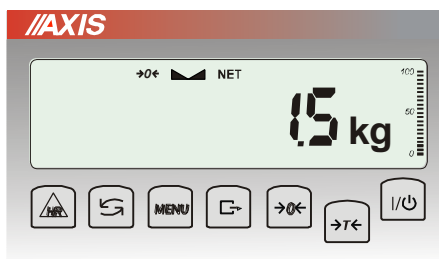 //AXIS
→0← NET
100
50
0
1.5 kg
HR
MENU
→0←
→T←
I/⏻